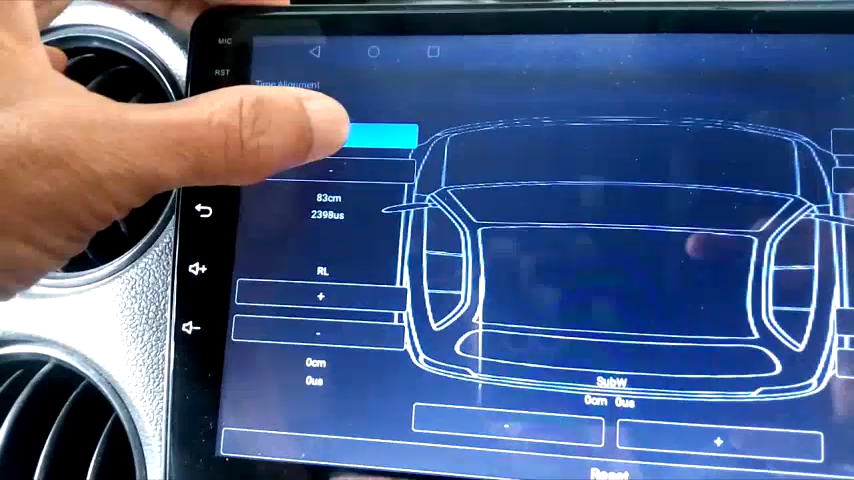 MIC
RST
Time Alignment
-
83cm
2398us
RL
+
-
0cm
0us
SubW
0cm 0us
-
+
Reset